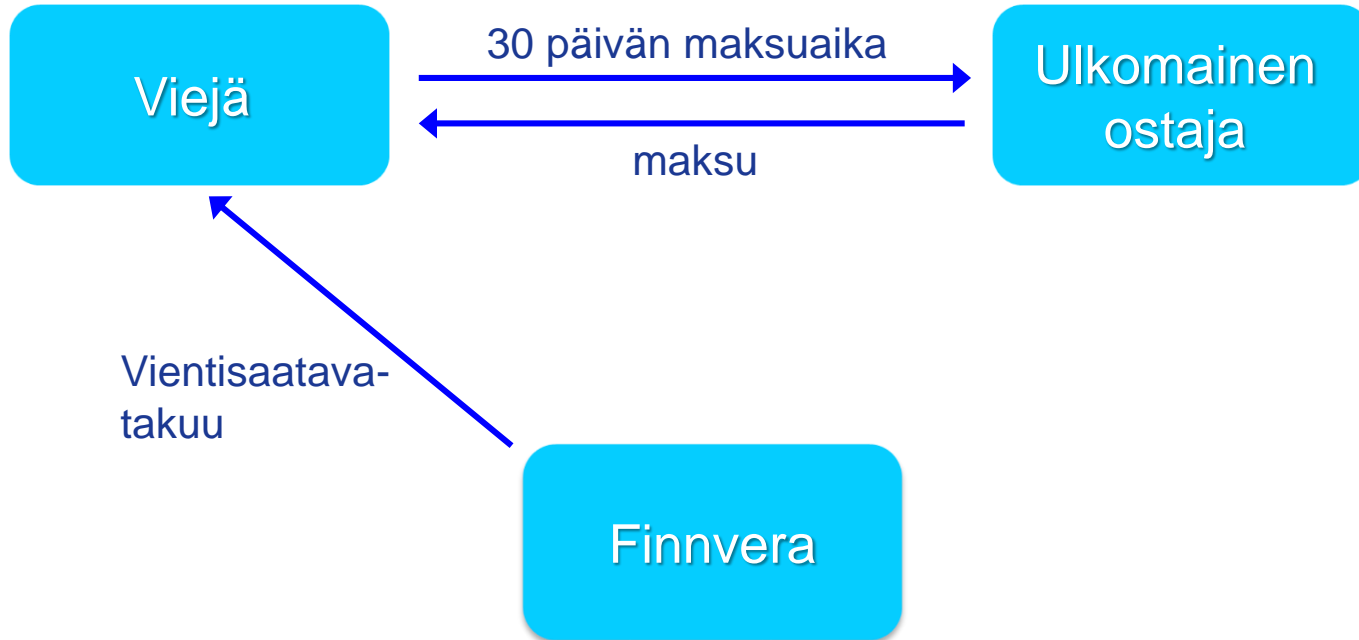 Viejä
30 päivän maksuaika
maksu
Ulkomainen
ostaja
Vientisaatava-
takuu
Finnvera